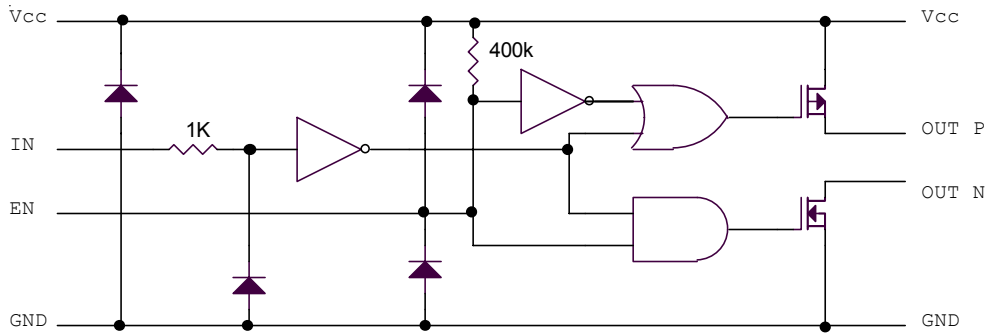 Vcc
Vcc
400k
1K
IN
OUT P
OUT N
EN
GND
GND